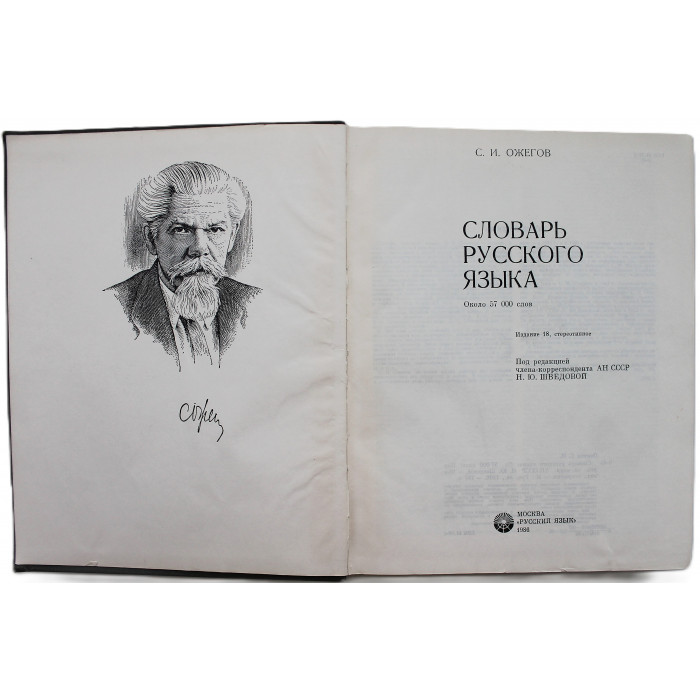 С. И. ОЖЕГОВ
СЛОВАРЬ
РУССКОГО
ЯЗЫКА
Около 57 000 слов
Издание 18, стереотипное
Под редакцией
члена-корреспондента АН СССР
Н. Ю. ШВЕДОВОЙ
МОСКВА
«РУССКИЙ ЯЗЫК»
1986